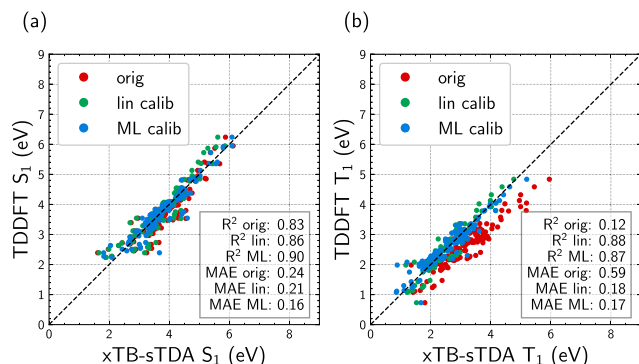 (a)
(b)
orig
lin calib
ML calib
R² orig: 0.83
R² lin: 0.86
R² ML: 0.90
MAE orig: 0.24
MAE lin: 0.21
MAE ML: 0.16
0 1 2 3 4 5 6 7 8 9
TDDFT S₁ (eV)
0 2 4 6 8
xTB-sTDA S₁ (eV)
orig
lin calib
ML calib
R² orig: 0.12
R² lin: 0.88
R² ML: 0.87
MAE orig: 0.59
MAE lin: 0.18
MAE ML: 0.17
0 1 2 3 4 5 6 7 8 9
TDDFT T₁ (eV)
0 2 4 6 8
xTB-sTDA T₁ (eV)